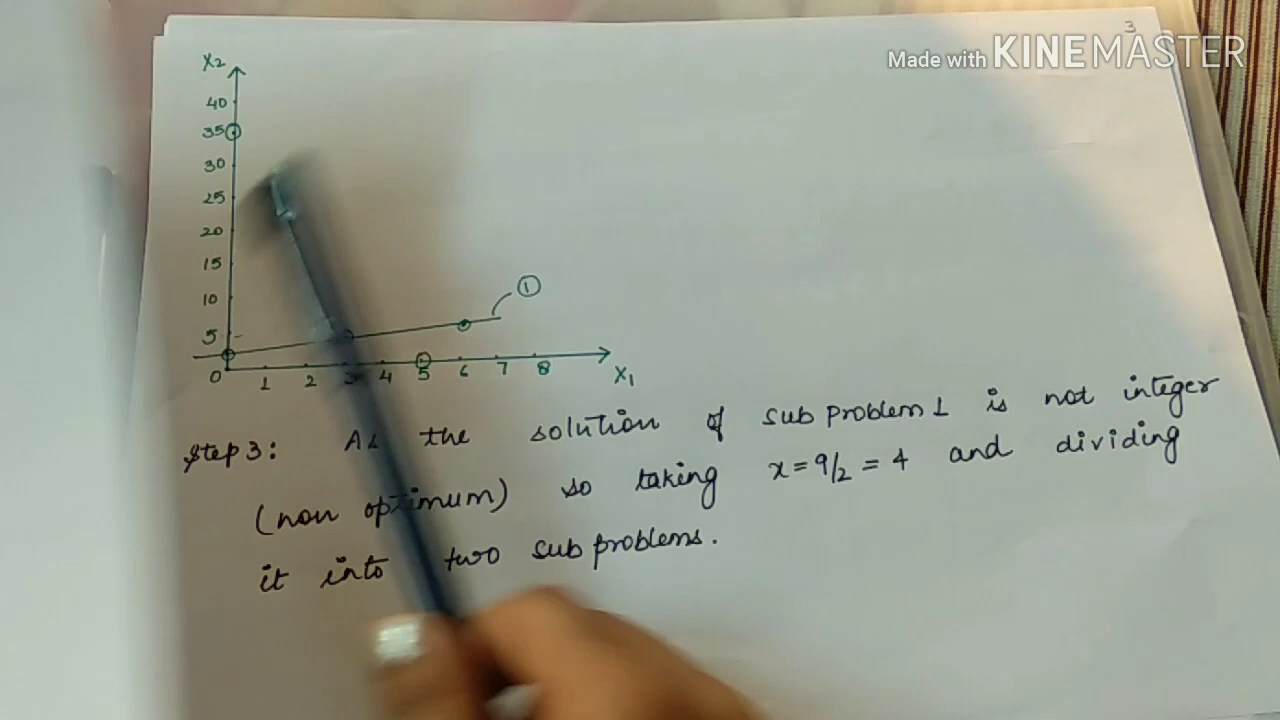 3
Made with KINEMASTER
X2
40
35
30
25
20
15
10
5
1
0 1 2 3 4 5 6 7 8 X1
Step 3: As the solution of sub problem 1 is not integer
(non optimum) so taking x = 9/2 = 4 and dividing
it into two sub problems.